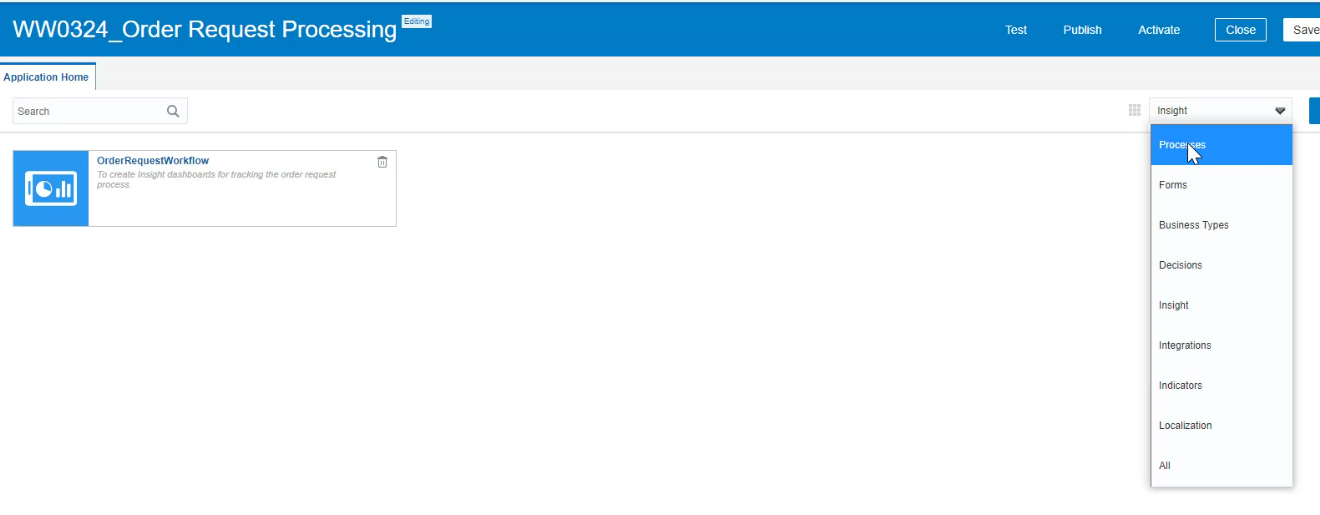 WW0324_Order Request Processing Editing
Test Publish Activate Close Save
Application Home
Search
Insight
OrderRequestWorkflow
To create Insight dashboards for tracking the order request
process
Processes
Forms
Business Types
Decisions
Insight
Integrations
Indicators
Localization
All